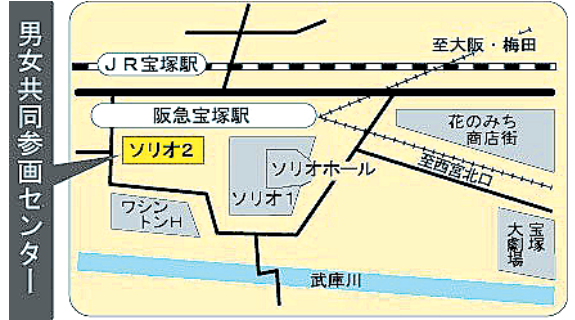 男女共同参画センター
至大阪・梅田
JR宝塚駅
阪急宝塚駅
花のみち
商店街
ソリオ2
ソリオホール
至西宮北口
ソリオ1
ワシン
トンH
宝塚
大劇場
武庫川